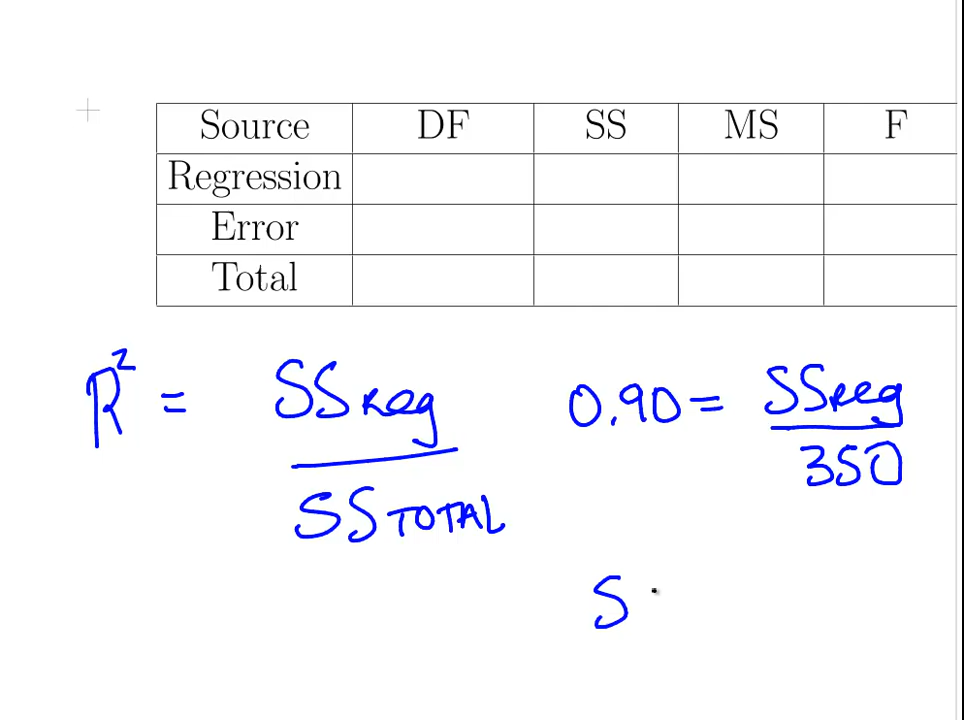 Source DF SS MS F
Regression
Error
Total
R² = SSReg / SSTOTAL
0.90 = SSReg / 350
S